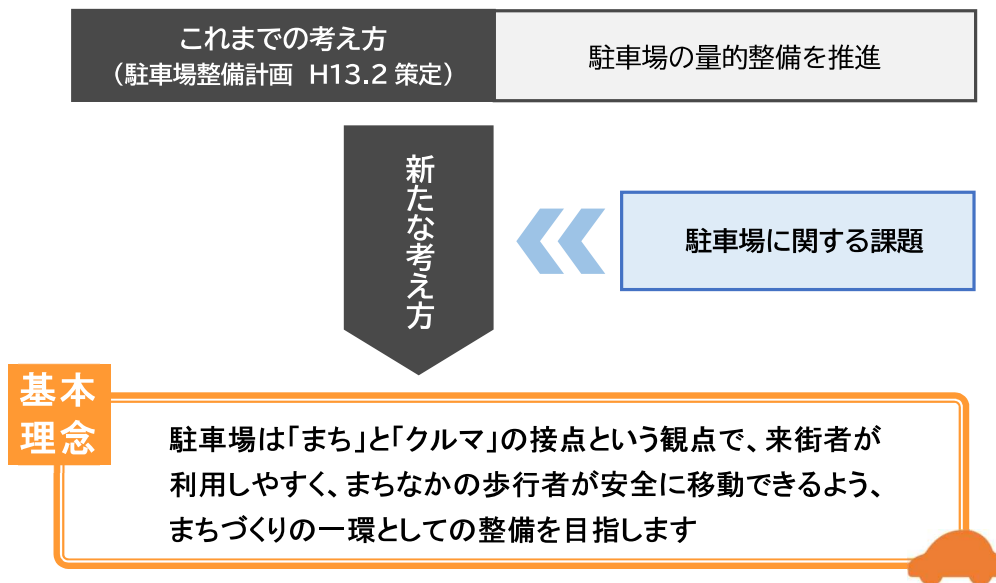 これまでの考え方
（駐車場整備計画　H13.2 策定）
駐車場の量的整備を推進
新たな考え方
駐車場に関する課題
基本
理念
駐車場は「まち」と「クルマ」の接点という観点で、来街者が
利用しやすく、まちなかの歩行者が安全に移動できるよう、
まちづくりの一環としての整備を目指します